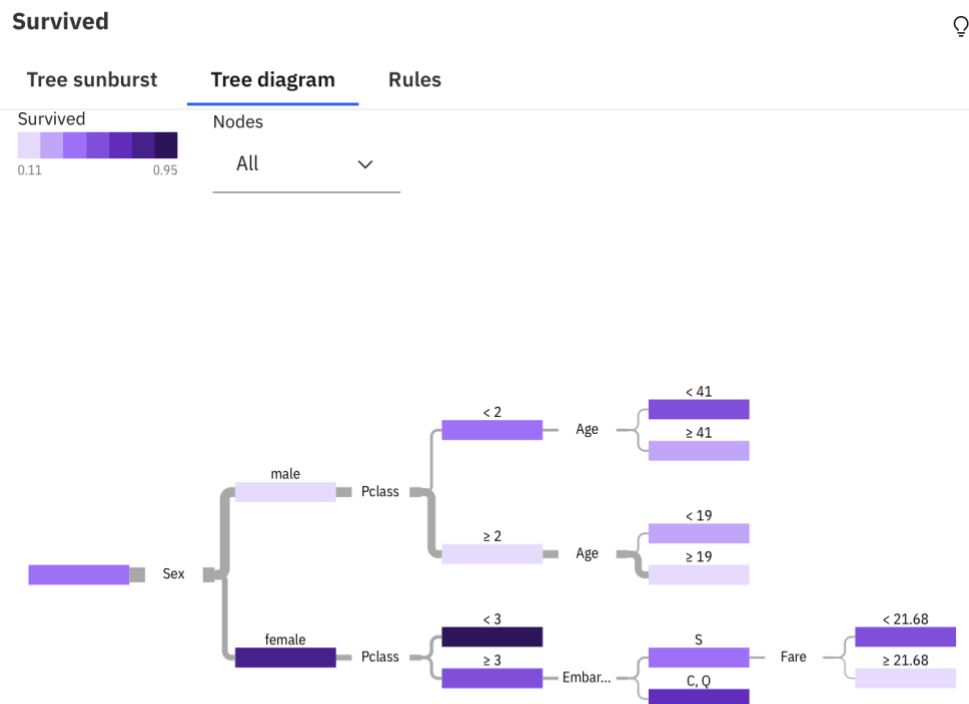 Survived
Tree sunburst
Tree diagram
Rules
Survived
0.11
0.95
Nodes
All
Sex
male
Pclass
< 2
Age
< 41
≥ 41
≥ 2
Age
< 19
≥ 19
female
Pclass
< 3
≥ 3
Embar...
S
Fare
< 21.68
≥ 21.68
C, Q